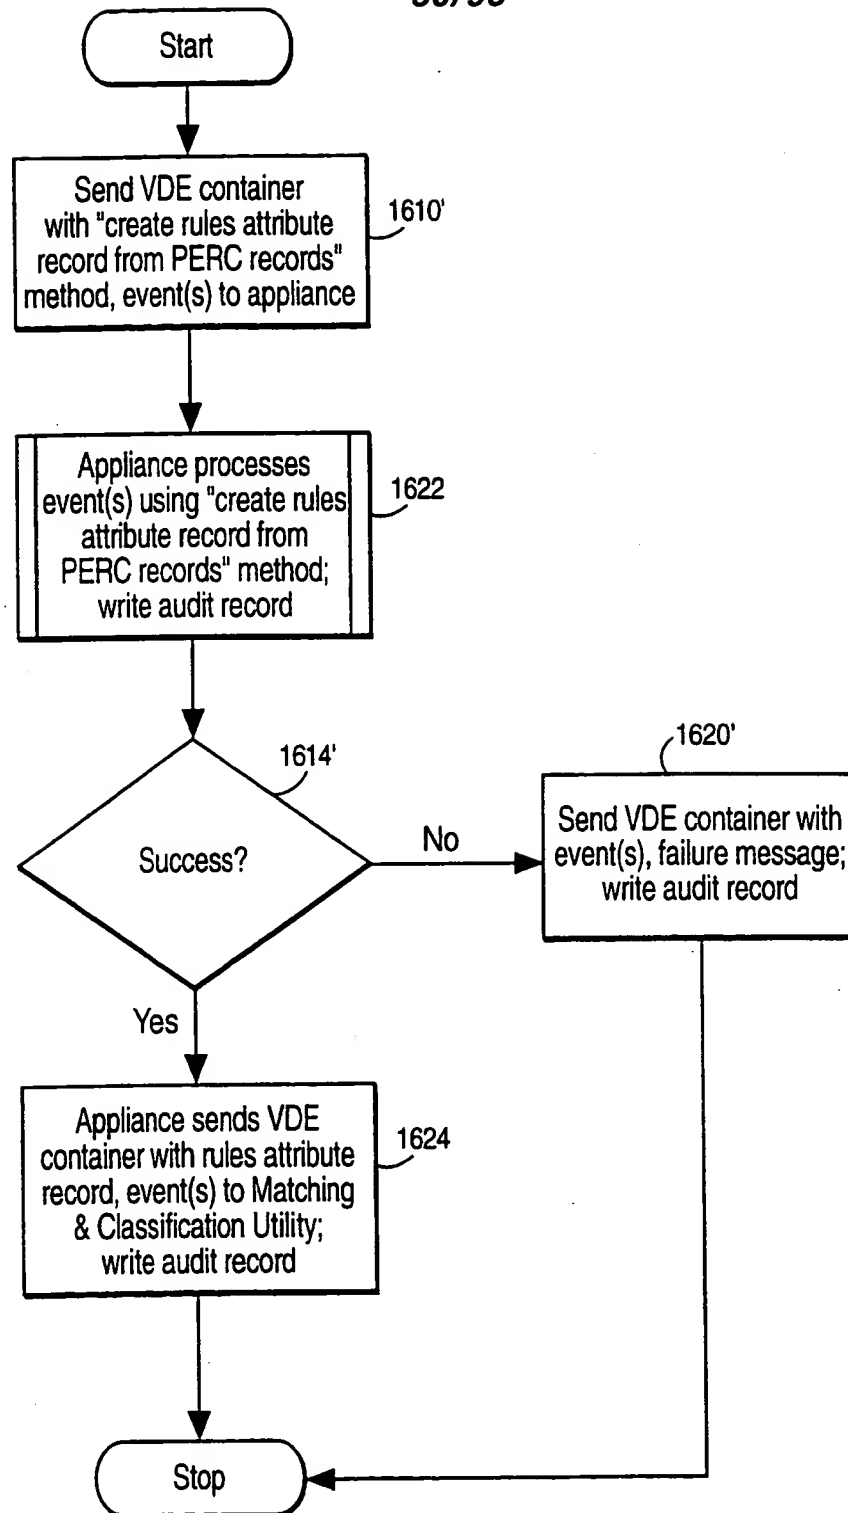 Start
Send VDE container
with "create rules attribute
record from PERC records"
method, event(s) to appliance
1610'
Appliance processes
event(s) using "create rules
attribute record from
PERC records" method;
write audit record
1622
1614'
Success?
No
1620'
Send VDE container with
event(s), failure message;
write audit record
Yes
Appliance sends VDE
container with rules attribute
record, event(s) to Matching
& Classification Utility;
write audit record
1624
Stop